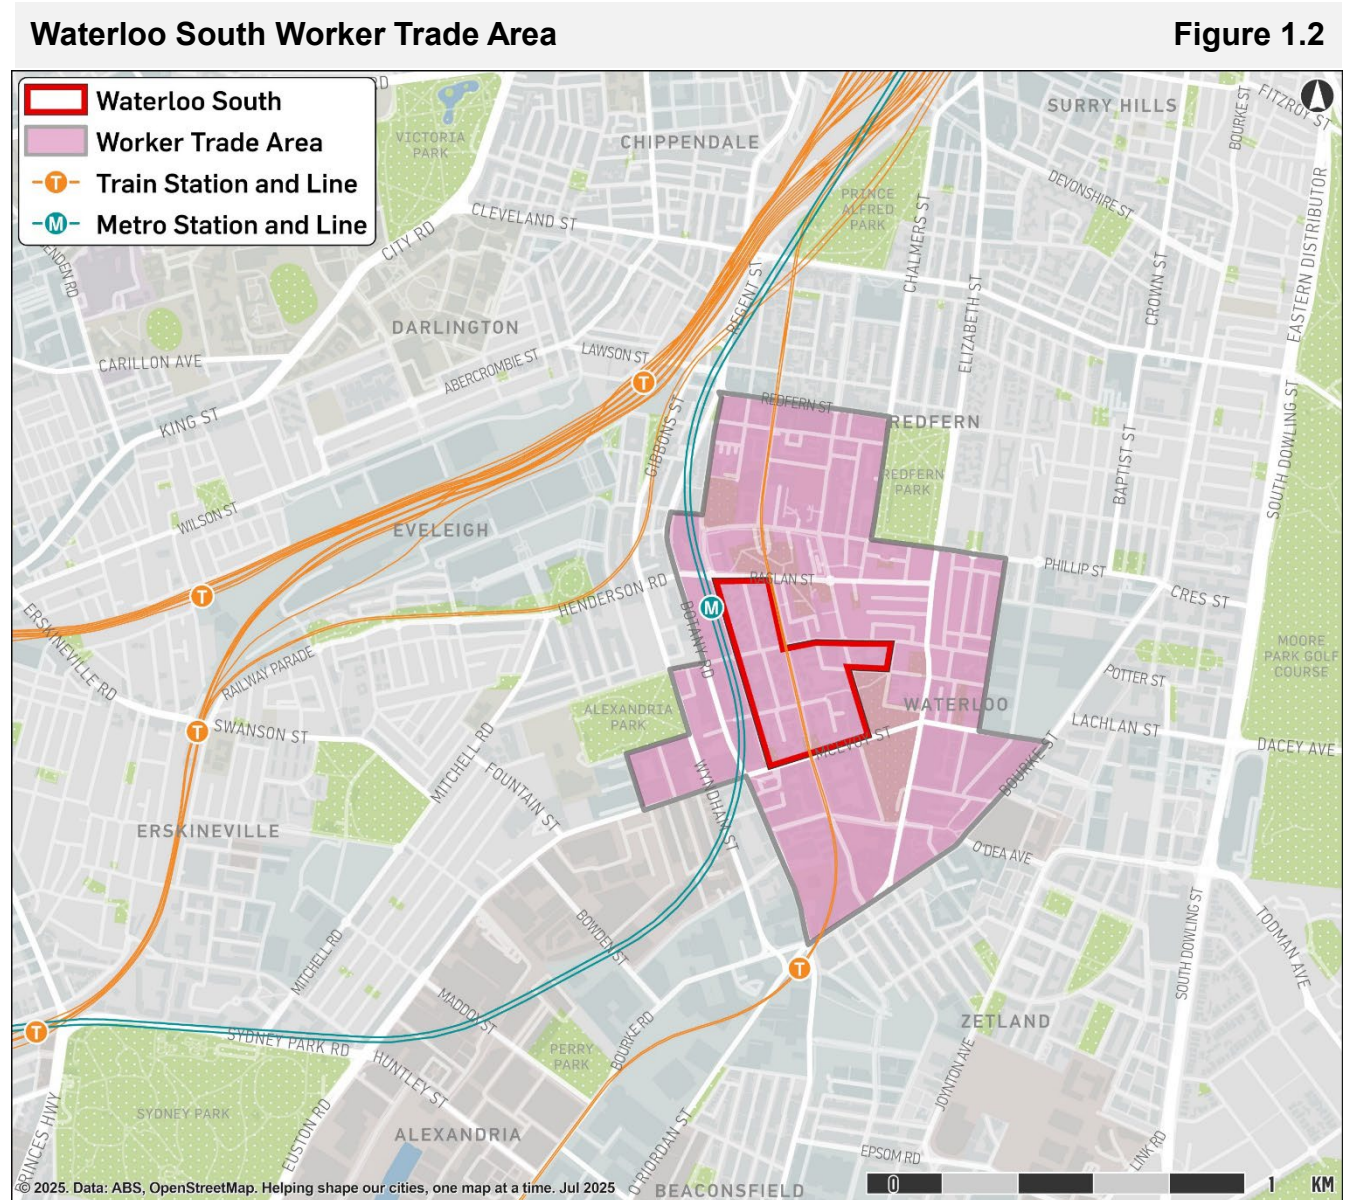 Waterloo South Worker Trade Area
Figure 1.2
Waterloo South
Worker Trade Area
T
Train Station and Line
M
Metro Station and Line
RD
VICTORIA
PARK
CHIPPENDALE
SURRY HILLS
BOURKE ST
FITZROY ST
CITY RD
CLEVELAND ST
PRINCE
ALFRED
PARK
CHALMERS ST
DEVONSHIRE ST
CROWN ST
EASTERN DISTRIBUTOR
ENDEN RD
REGENT ST
ELIZABETH ST
DARLINGTON
LAWSON ST
ABERCROMBIE ST
CARILLON AVE
KING ST
T
GIBBONS ST
REDFERN ST
REDFERN
REDFERN
PARK
BAPTIST ST
SOUTH DOWLING ST
WILSON ST
EVELEIGH
PHILLIP ST
CRES ST
T
HENDERSON RD
RAGLAN ST
M
BOTANY RD
ERSKINEVILLE RD
RAILWAY PARADE
MOORE
PARK GOLF
COURSE
POTTER ST
ALEXANDRIA
PARK
WATERLOO
LACHLAN ST
T
SWANSON ST
MITCHELL RD
MCEVOY ST
BOURKE ST
DACEY AVE
FOUNTAIN ST
WYNDHAM ST
ERSKINEVILLE
O'DEA AVE
BOWDEN ST
MITCHELL RD
T
SOUTH DOWLING ST
TODMAN AVE
MADDOX ST
ZETLAND
T
SYDNEY PARK RD
HUNTLEY ST
PERRY
PARK
BOURKE RD
JOYNTON AVE
SYDNEY PARK
PRINCES HWY
EUSTON RD
ALEXANDRIA
O'RIORDAN ST
EPSOM RD
LINK RD
BEACONSFIELD
© 2025. Data: ABS, OpenStreetMap. Helping shape our cities, one map at a time. Jul 2025
0 1 KM